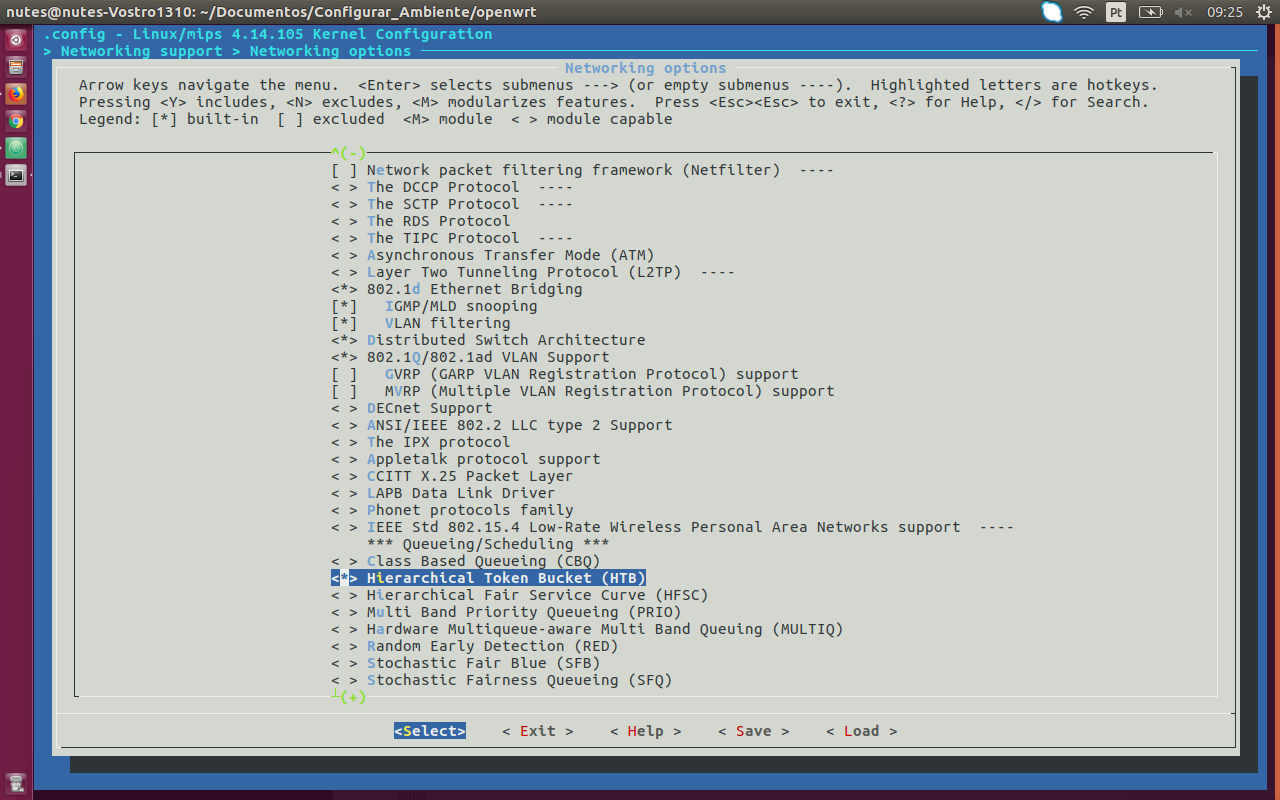 nutes@nutes-Vostro1310: ~/Documentos/Configurar_Ambiente/openwrt Pt 09:25
.config - Linux/mips 4.14.105 Kernel Configuration
> Networking support > Networking options
Networking options
Arrow keys navigate the menu.  <Enter> selects submenus ---> (or empty submenus ----).  Highlighted letters are hotkeys.
Pressing <Y> includes, <N> excludes, <M> modularizes features.  Press <Esc><Esc> to exit, <?> for Help, </> for Search.
Legend: [*] built-in  [ ] excluded  <M> module  < > module capable
^(-)
[ ] Network packet filtering framework (Netfilter)  ----
< > The DCCP Protocol  ----
< > The SCTP Protocol  ----
< > The RDS Protocol
< > The TIPC Protocol  ----
< > Asynchronous Transfer Mode (ATM)
< > Layer Two Tunneling Protocol (L2TP)  ----
<*> 802.1d Ethernet Bridging
[*]   IGMP/MLD snooping
[*]   VLAN filtering
<*> Distributed Switch Architecture
<*> 802.1Q/802.1ad VLAN Support
[ ]   GVRP (GARP VLAN Registration Protocol) support
[ ]   MVRP (Multiple VLAN Registration Protocol) support
< > DECnet Support
< > ANSI/IEEE 802.2 LLC type 2 Support
< > The IPX protocol
< > Appletalk protocol support
< > CCITT X.25 Packet Layer
< > LAPB Data Link Driver
< > Phonet protocols family
< > IEEE Std 802.15.4 Low-Rate Wireless Personal Area Networks support  ----
*** Queueing/Scheduling ***
< > Class Based Queueing (CBQ)
<*> Hierarchical Token Bucket (HTB)
< > Hierarchical Fair Service Curve (HFSC)
< > Multi Band Priority Queueing (PRIO)
< > Hardware Multiqueue-aware Multi Band Queuing (MULTIQ)
< > Random Early Detection (RED)
< > Stochastic Fair Blue (SFB)
< > Stochastic Fairness Queueing (SFQ)
┴(+)
<Select>    < Exit >    < Help >    < Save >    < Load >